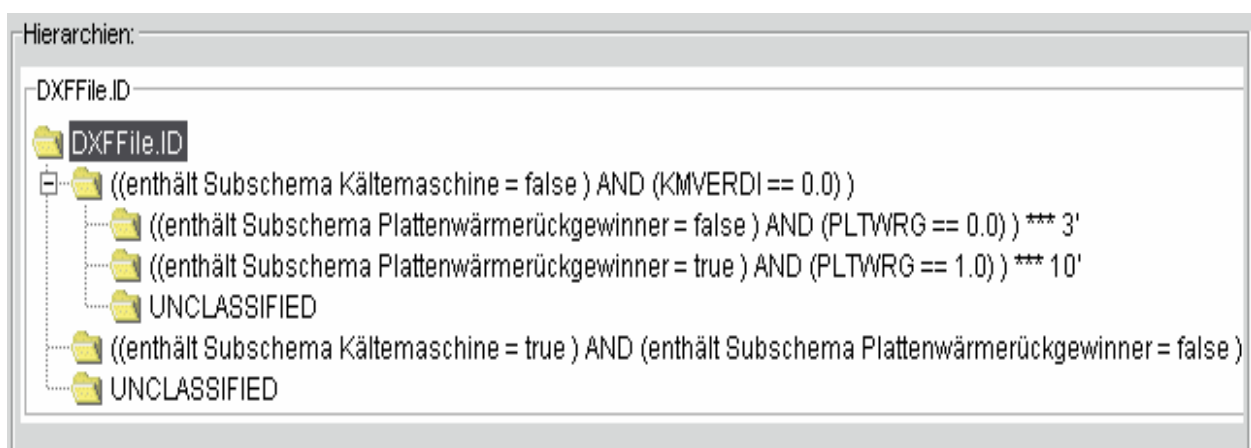 Hierarchien:
DXFFile.ID
DXFFile.ID
((enthält Subschema Kältemaschine = false ) AND (KMVERDI == 0.0) )
((enthält Subschema Plattenwärmerückgewinner = false ) AND (PLTWRG == 0.0) ) *** 3'
((enthält Subschema Plattenwärmerückgewinner = true ) AND (PLTWRG == 1.0) ) *** 10'
UNCLASSIFIED
((enthält Subschema Kältemaschine = true ) AND (enthält Subschema Plattenwärmerückgewinner = false )
UNCLASSIFIED